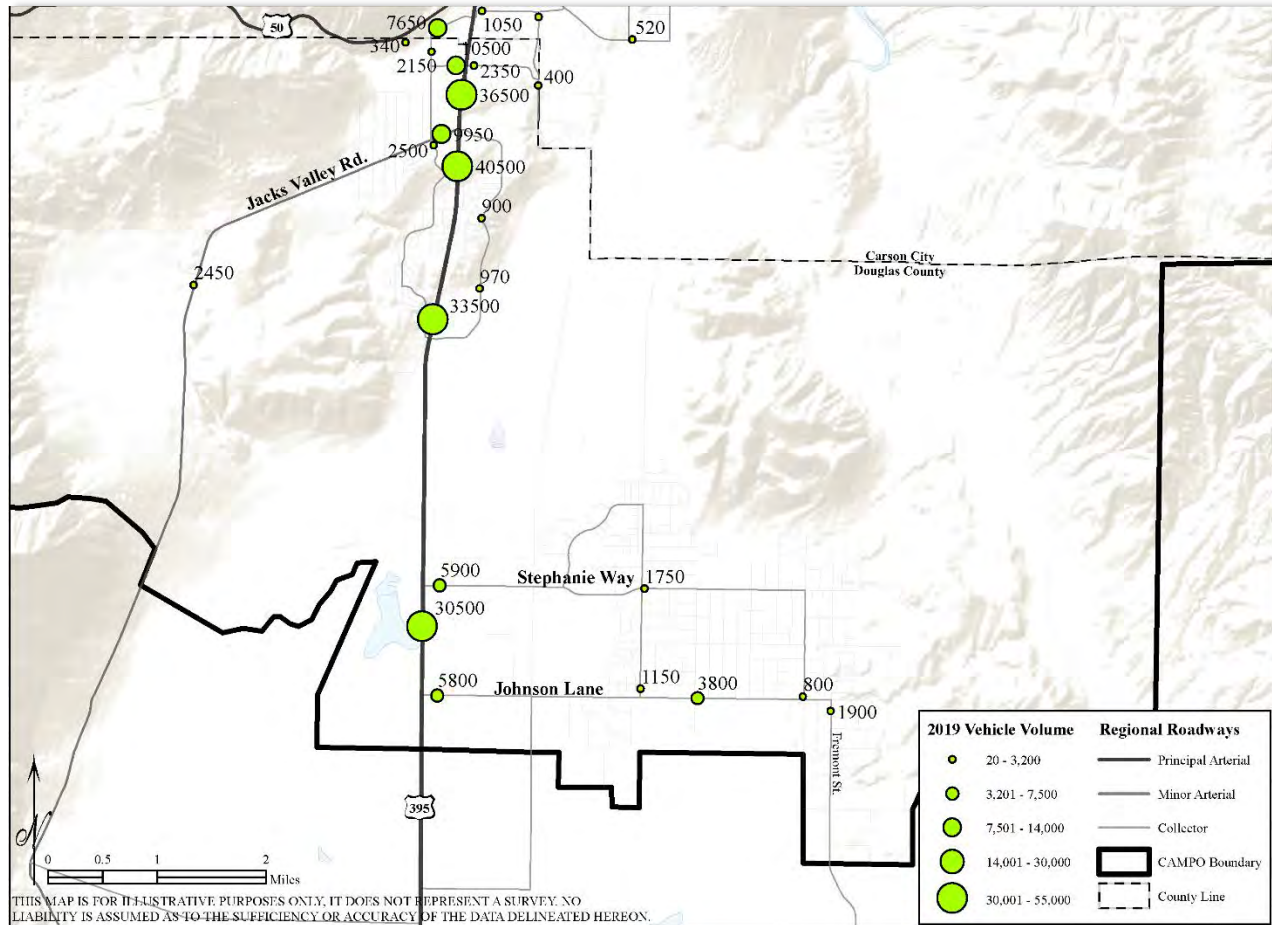 50
7650
1050
520
340
10500
2150
2350
36500
400
9950
2500
40500
Jacks Valley Rd.
900
Carson City
Douglas County
2450
970
33500
5900
Stephanie Way
1750
30500
5800
Johnson Lane
1150
3800
800
1900
Fremont St.
395
N
0 0.5 1 2
Miles
2019 Vehicle Volume
20 - 3,200
3,201 - 7,500
7,501 - 14,000
14,001 - 30,000
30,001 - 55,000
Regional Roadways
Principal Arterial
Minor Arterial
Collector
CAMPO Boundary
County Line
THIS MAP IS FOR ILLUSTRATIVE PURPOSES ONLY, IT DOES NOT REPRESENT A SURVEY. NO
LIABILITY IS ASSUMED AS TO THE SUFFICIENCY OR ACCURACY OF THE DATA DELINEATED HEREON.